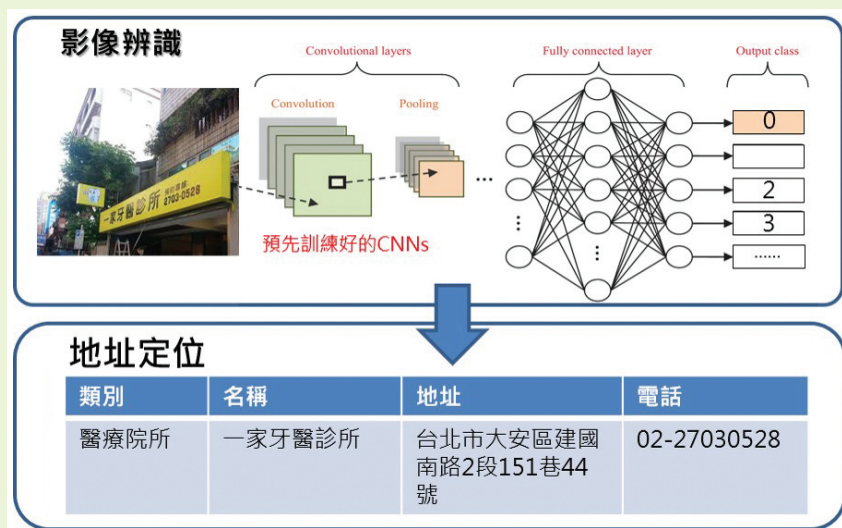 影像辨識
Convolutional layers
Fully connected layer
Output class
Convolution
Pooling
一家牙醫診所
預約專線
2703-0528
...
0
2
3
......
預先訓練好的CNNs
地址定位
類別 名稱 地址 電話
醫療院所 一家牙醫診所 台北市大安區建國 02-27030528
南路2段151巷44
號